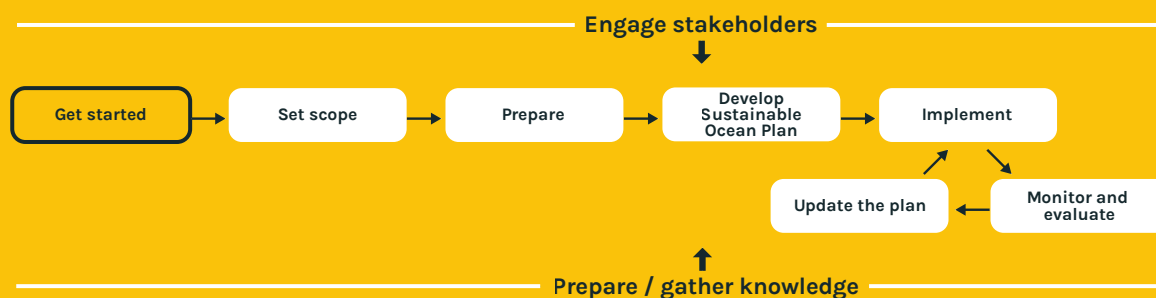 Engage stakeholders
Get started
Set scope
Prepare
Develop
Sustainable
Ocean Plan
Implement
Update the plan
Monitor and
evaluate
Prepare / gather knowledge